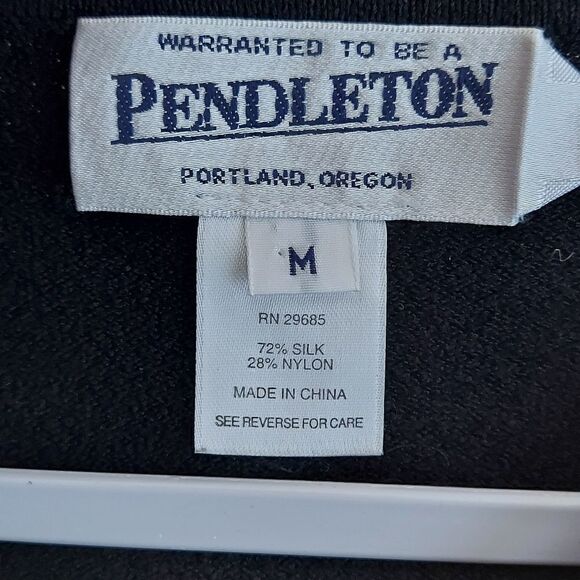 WARRANTED TO BE A
PENDLETON
PORTLAND, OREGON
M
RN 29685
72% SILK
28% NYLON
MADE IN CHINA
SEE REVERSE FOR CARE